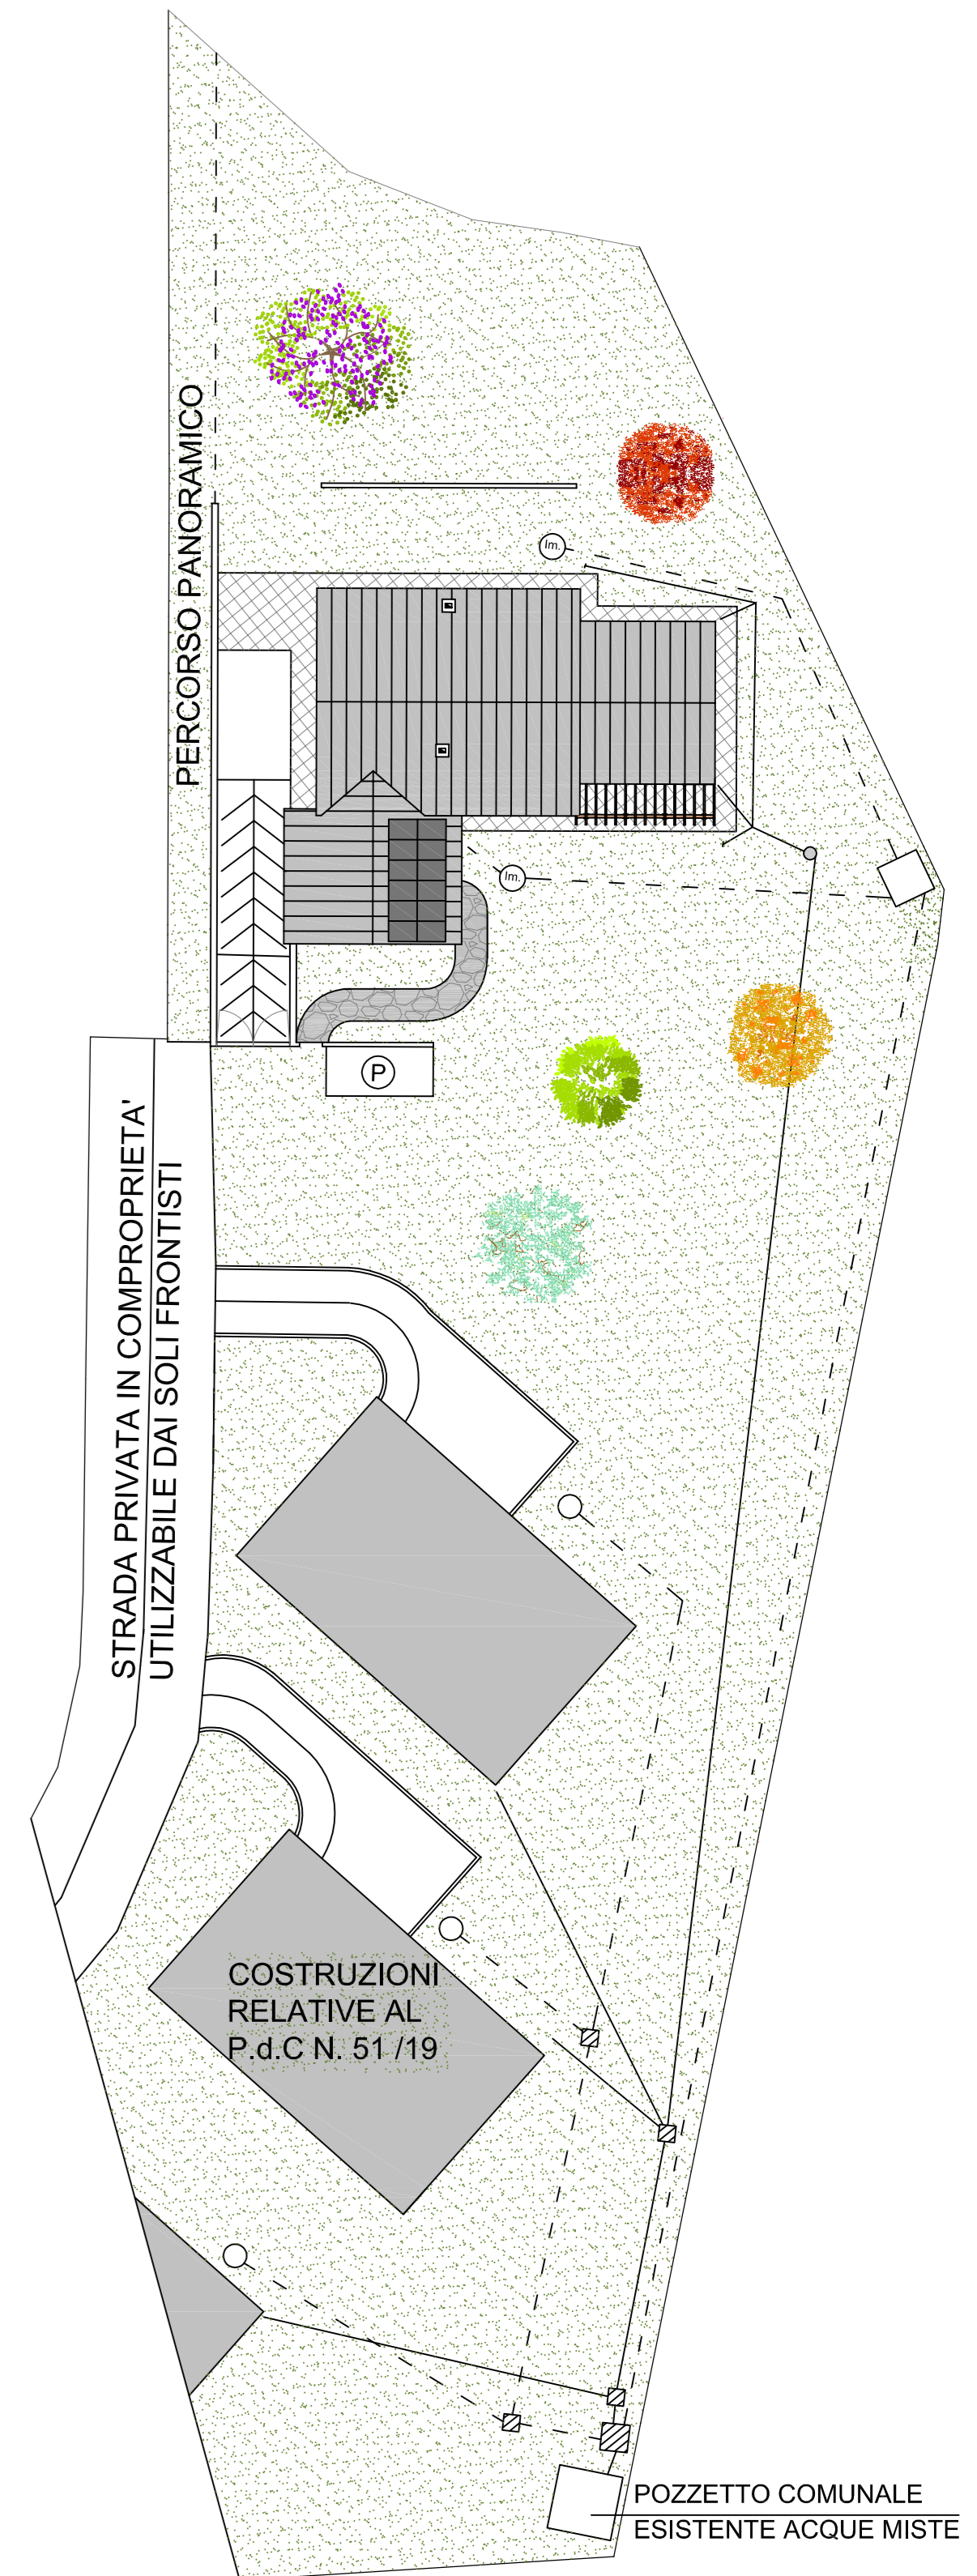 PERCORSO PANORAMICO
Im.
Im.
P
STRADA PRIVATA IN COMPROPRIETA'
UTILIZZABILE DAI SOLI FRONTISTI
COSTRUZIONI
RELATIVE AL
P.d.C N. 51 /19
POZZETTO COMUNALE
ESISTENTE ACQUE MISTE